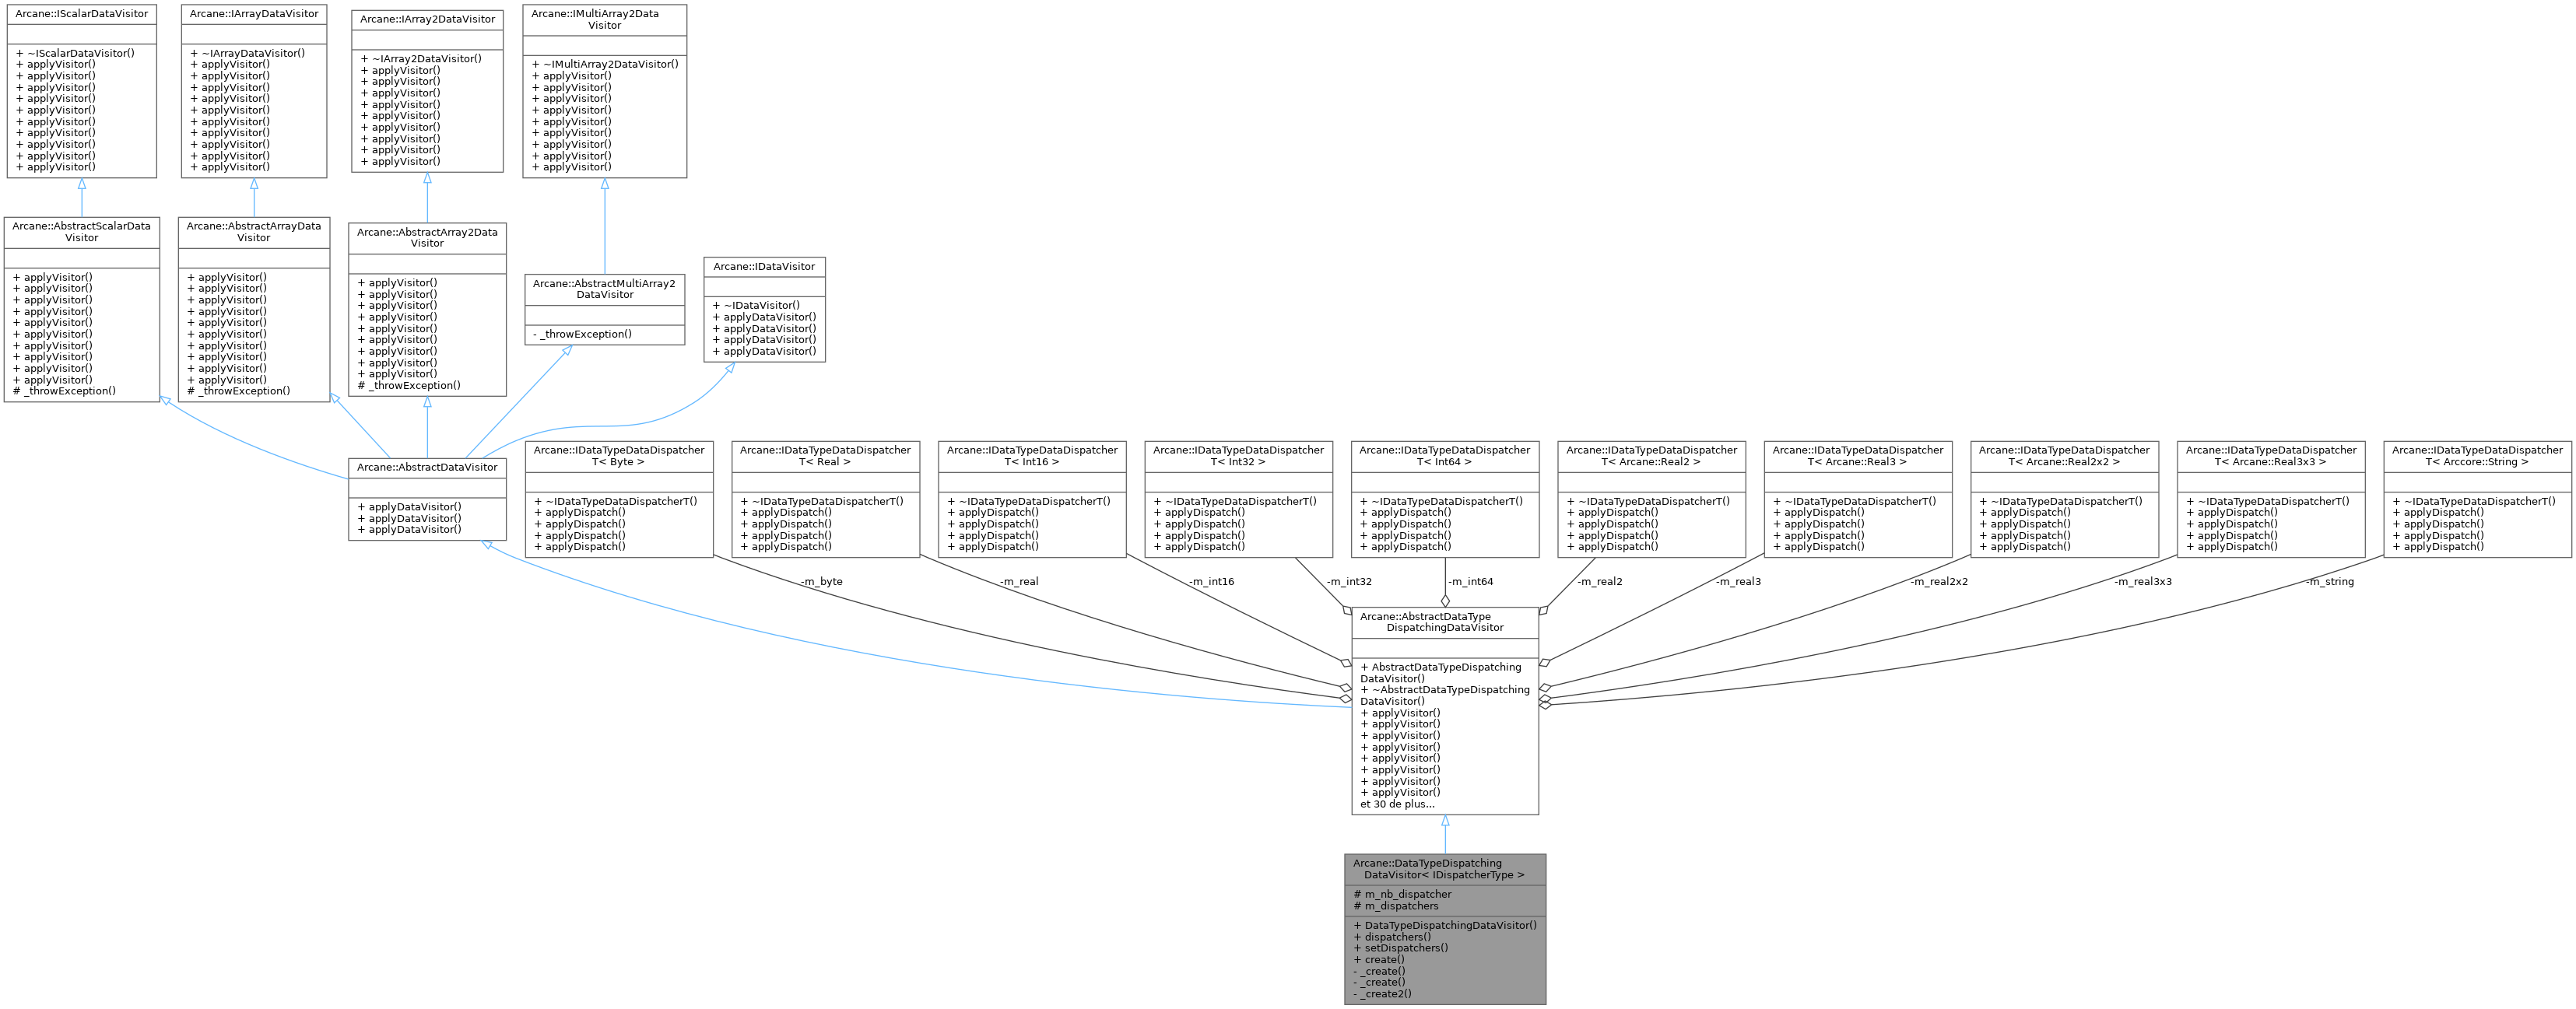 Arcane::IScalarDataVisitor
+ ~IScalarDataVisitor()
+ applyVisitor()
+ applyVisitor()
+ applyVisitor()
+ applyVisitor()
+ applyVisitor()
+ applyVisitor()
+ applyVisitor()
+ applyVisitor()
+ applyVisitor()
+ applyVisitor()
Arcane::IArrayDataVisitor
+ ~IArrayDataVisitor()
+ applyVisitor()
+ applyVisitor()
+ applyVisitor()
+ applyVisitor()
+ applyVisitor()
+ applyVisitor()
+ applyVisitor()
+ applyVisitor()
+ applyVisitor()
+ applyVisitor()
Arcane::IArray2DataVisitor
+ ~IArray2DataVisitor()
+ applyVisitor()
+ applyVisitor()
+ applyVisitor()
+ applyVisitor()
+ applyVisitor()
+ applyVisitor()
+ applyVisitor()
+ applyVisitor()
+ applyVisitor()
Arcane::IMultiArray2Data
Visitor
+ ~IMultiArray2DataVisitor()
+ applyVisitor()
+ applyVisitor()
+ applyVisitor()
+ applyVisitor()
+ applyVisitor()
+ applyVisitor()
+ applyVisitor()
+ applyVisitor()
+ applyVisitor()
Arcane::AbstractScalarData
Visitor
+ applyVisitor()
+ applyVisitor()
+ applyVisitor()
+ applyVisitor()
+ applyVisitor()
+ applyVisitor()
+ applyVisitor()
+ applyVisitor()
+ applyVisitor()
+ applyVisitor()
# _throwException()
Arcane::AbstractArrayData
Visitor
+ applyVisitor()
+ applyVisitor()
+ applyVisitor()
+ applyVisitor()
+ applyVisitor()
+ applyVisitor()
+ applyVisitor()
+ applyVisitor()
+ applyVisitor()
+ applyVisitor()
# _throwException()
Arcane::AbstractArray2Data
Visitor
+ applyVisitor()
+ applyVisitor()
+ applyVisitor()
+ applyVisitor()
+ applyVisitor()
+ applyVisitor()
+ applyVisitor()
+ applyVisitor()
+ applyVisitor()
# _throwException()
Arcane::AbstractMultiArray2
DataVisitor
- _throwException()
Arcane::IDataVisitor
+ ~IDataVisitor()
+ applyDataVisitor()
+ applyDataVisitor()
+ applyDataVisitor()
+ applyDataVisitor()
Arcane::AbstractDataVisitor
+ applyDataVisitor()
+ applyDataVisitor()
+ applyDataVisitor()
Arcane::IDataTypeDataDispatcher
T< Byte >
+ ~IDataTypeDataDispatcherT()
+ applyDispatch()
+ applyDispatch()
+ applyDispatch()
+ applyDispatch()
Arcane::IDataTypeDataDispatcher
T< Real >
+ ~IDataTypeDataDispatcherT()
+ applyDispatch()
+ applyDispatch()
+ applyDispatch()
+ applyDispatch()
Arcane::IDataTypeDataDispatcher
T< Int16 >
+ ~IDataTypeDataDispatcherT()
+ applyDispatch()
+ applyDispatch()
+ applyDispatch()
+ applyDispatch()
Arcane::IDataTypeDataDispatcher
T< Int32 >
+ ~IDataTypeDataDispatcherT()
+ applyDispatch()
+ applyDispatch()
+ applyDispatch()
+ applyDispatch()
Arcane::IDataTypeDataDispatcher
T< Int64 >
+ ~IDataTypeDataDispatcherT()
+ applyDispatch()
+ applyDispatch()
+ applyDispatch()
+ applyDispatch()
Arcane::IDataTypeDataDispatcher
T< Arcane::Real2 >
+ ~IDataTypeDataDispatcherT()
+ applyDispatch()
+ applyDispatch()
+ applyDispatch()
+ applyDispatch()
Arcane::IDataTypeDataDispatcher
T< Arcane::Real3 >
+ ~IDataTypeDataDispatcherT()
+ applyDispatch()
+ applyDispatch()
+ applyDispatch()
+ applyDispatch()
Arcane::IDataTypeDataDispatcher
T< Arcane::Real2x2 >
+ ~IDataTypeDataDispatcherT()
+ applyDispatch()
+ applyDispatch()
+ applyDispatch()
+ applyDispatch()
Arcane::IDataTypeDataDispatcher
T< Arcane::Real3x3 >
+ ~IDataTypeDataDispatcherT()
+ applyDispatch()
+ applyDispatch()
+ applyDispatch()
+ applyDispatch()
Arcane::IDataTypeDataDispatcher
T< Arccore::String >
+ ~IDataTypeDataDispatcherT()
+ applyDispatch()
+ applyDispatch()
+ applyDispatch()
+ applyDispatch()
-m_byte
-m_real
-m_int16
-m_int32
-m_int64
-m_real2
-m_real3
-m_real2x2
-m_real3x3
-m_string
Arcane::AbstractDataType
DispatchingDataVisitor
+ AbstractDataTypeDispatching
DataVisitor()
+ ~AbstractDataTypeDispatching
DataVisitor()
+ applyVisitor()
+ applyVisitor()
+ applyVisitor()
+ applyVisitor()
+ applyVisitor()
+ applyVisitor()
+ applyVisitor()
+ applyVisitor()
et 30 de plus...
Arcane::DataTypeDispatching
DataVisitor< IDispatcherType >
# m_nb_dispatcher
# m_dispatchers
+ DataTypeDispatchingDataVisitor()
+ dispatchers()
+ setDispatchers()
+ create()
- _create()
- _create()
- _create2()